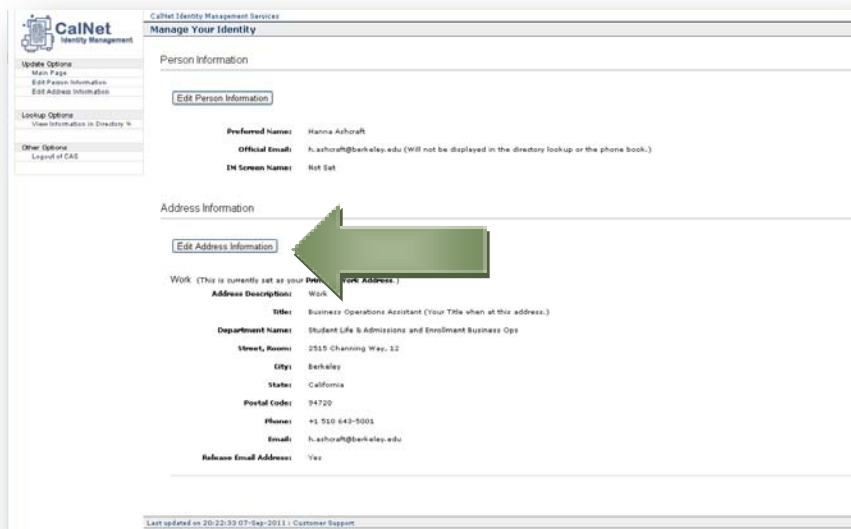 CalNet
Identity Management
CalNet Identity Management Services
Manage Your Identity
Update Options
Main Page
Edit Person Information
Edit Address Information
Lookup Options
View Information in Directory
Other Options
Logout of CAS
Person Information
Edit Person Information
Preferred Name: Hanna Ashcraft
Official Email: h.ashcraft@berkeley.edu (Will not be displayed in the directory lookup or the phone book.)
IM Screen Name: Not Set
Address Information
Edit Address Information
Work (This is currently set as your Work Address.)
Address Description: Work
Title: Business Operations Assistant (Your Title when at this address.)
Department Name: Student Life & Admissions and Enrollment Business Ops
Street, Room: 2515 Channing Way, 12
City: Berkeley
State: California
Postal Code: 94720
Phone: +1 510 643-5001
Email: h.ashcraft@berkeley.edu
Release Email Address: Yes
Last updated on 20:22:33 07-Sep-2011 : Customer Support